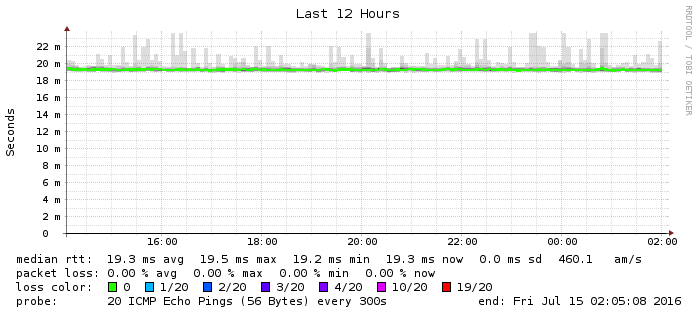 Last 12 Hours
RRDTOOL / TOBI OETIKER
Seconds
22 m
20 m
18 m
16 m
14 m
12 m
10 m
8 m
6 m
4 m
2 m
0
16:00 18:00 20:00 22:00 00:00 02:00
median rtt: 19.3 ms avg 19.5 ms max 19.2 ms min 19.3 ms now 0.0 ms sd 460.1 am/s
packet loss: 0.00 % avg 0.00 % max 0.00 % min 0.00 % now
loss color: 0 1/20 2/20 3/20 4/20 10/20 19/20
probe: 20 ICMP Echo Pings (56 Bytes) every 300s end: Fri Jul 15 02:05:08 2016